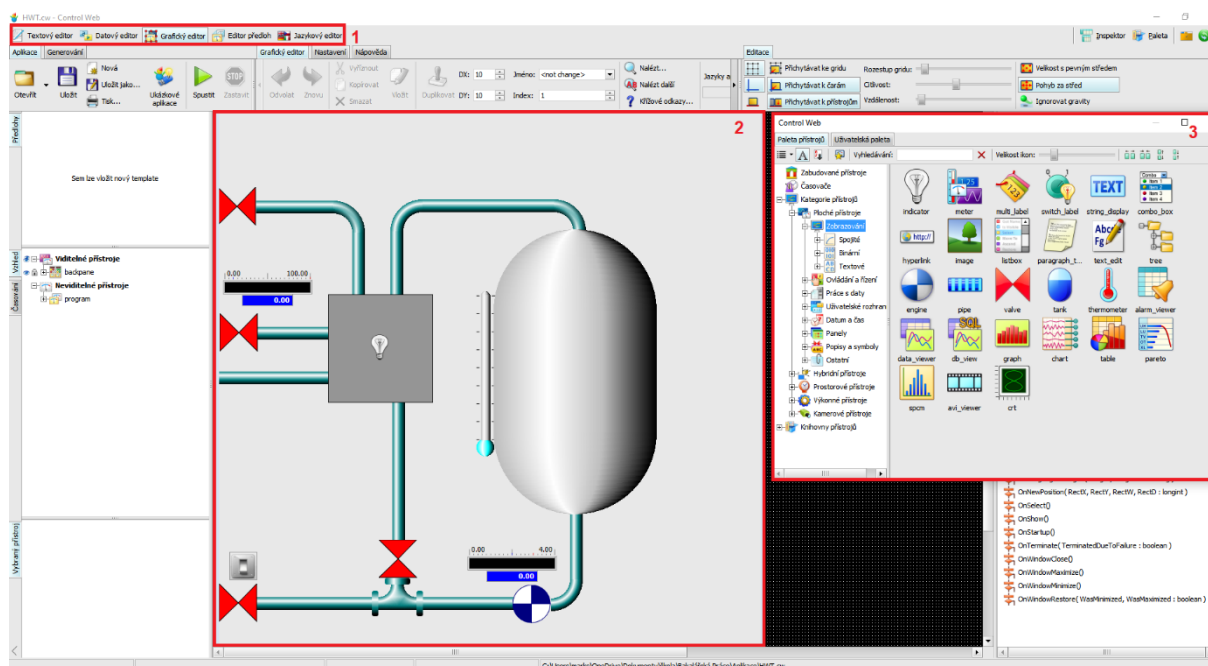 HWT.cw - Control Web
Textový editor Datový editor Grafický editor Editor předloh Jazykový editor 1
Inspektor Paleta
Aplikace Generování Grafický editor Nastavení Nápověda Editace
Otevřít Uložit Nová Uložit jako... Tisk... Ukázkové aplikace Spustit Zastavit
Odvolat Znovu Vyříznout Kopírovat Smazat Vložit Duplikovat
DX: 10 Jméno: <not change>
DY: 10 Index: 1
Nalézt...
Nalézt další
Křížové odkazy...
Jazyky a
Přichytávat ke gridu Rozestup gridu: Velikost s pevným středem
Přichytávat k čarám Citlivost: Pohyb za střed
Přichytávat k přístrojům Vzdálenost: Ignorovat gravity
Předlohy
Sem lze vložit nový template
Vzhled
Časování
Viditelné přístroje
backpane
Neviditelné přístroje
program
Vybraný přístroj
2
0.00 100.00
0.00
0.00 4.00
0.00
Control Web
3
Paleta přístrojů Uživatelská paleta
Vyhledávání: Velikost ikon:
Zabudované přístroje
Časovače
Kategorie přístrojů
Ploché přístroje
Zobrazování
Spojité
Binární
Textové
Ovládání a řízení
Práce s daty
Uživatelské rozhran
Datum a čas
Panely
Popisy a symboly
Ostatní
Hybridní přístroje
Prostorové přístroje
Výkonné přístroje
Kamerové přístroje
Knihovny přístrojů
TEXT
indicator meter multi_label switch_label string_display combo_box
http://
hyperlink image listbox paragraph_t... text_edit tree
engine pipe valve tank thermometer alarm_viewer
SQL
data_viewer db_view graph chart table pareto
spcm avi_viewer crt
OnNewPosition( RectX, RectY, RectW, RectD : longint )
OnSelect()
OnShow()
OnStartup()
OnTerminate( TerminatedDueToFailure : boolean )
OnWindowClose()
OnWindowMaximize()
OnWindowMinimize()
OnWindowRestore( WasMinimized, WasMaximized : boolean )